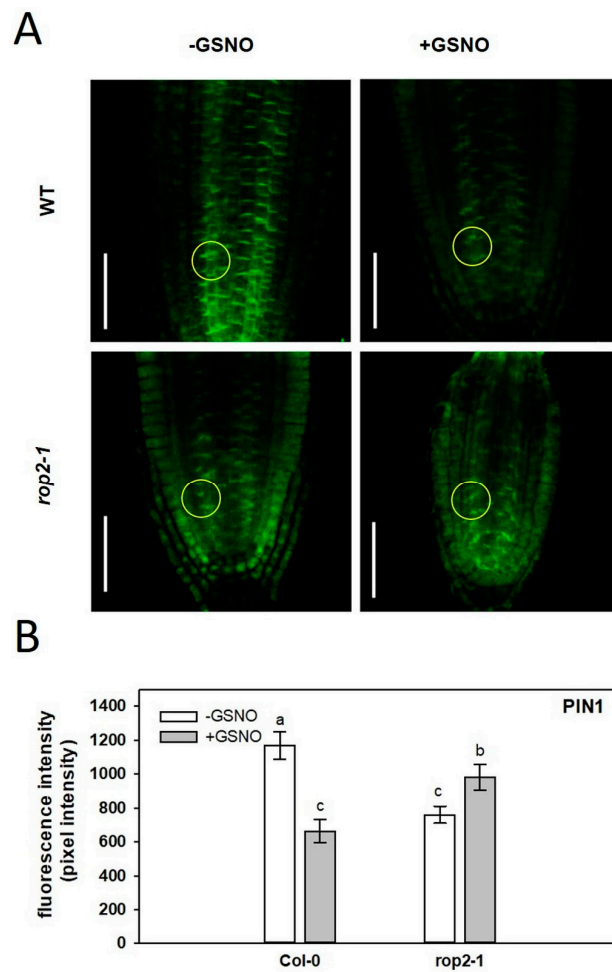 A
-GSNO +GSNO
WT
rop2-1
B
PIN1
-GSNO
+GSNO
a
c
c
b
fluorescence intensity
(pixel intensity)
1400
1200
1000
800
600
400
200
0
Col-0 rop2-1